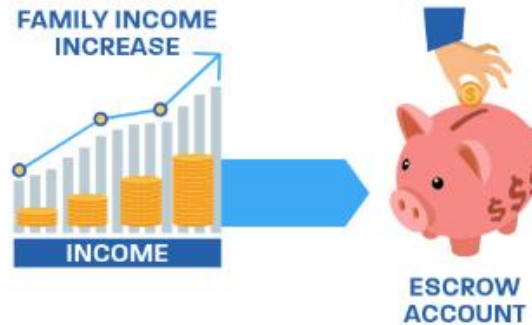 FAMILY INCOME
INCREASE
INCOME
$
$$$
ESCROW
ACCOUNT